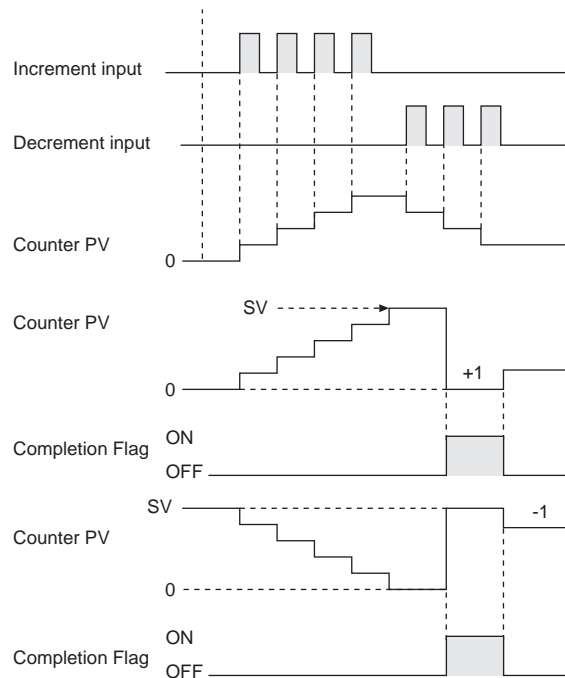 Increment input
Decrement input
Counter PV
0
SV
Counter PV
+1
0
ON
Completion Flag
OFF
SV
-1
Counter PV
0
ON
Completion Flag
OFF